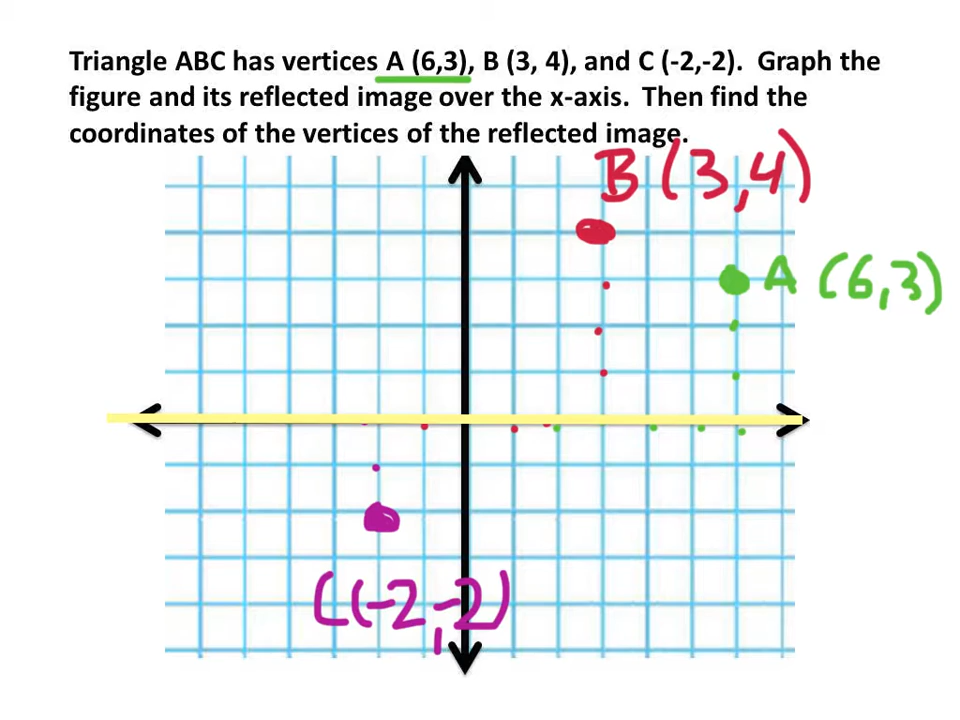 Triangle ABC has vertices A (6,3), B (3, 4), and C (-2,-2).  Graph the
figure and its reflected image over the x-axis.  Then find the
coordinates of the vertices of the reflected image.
B (3,4)
A (6,3)
C(-2,-2)